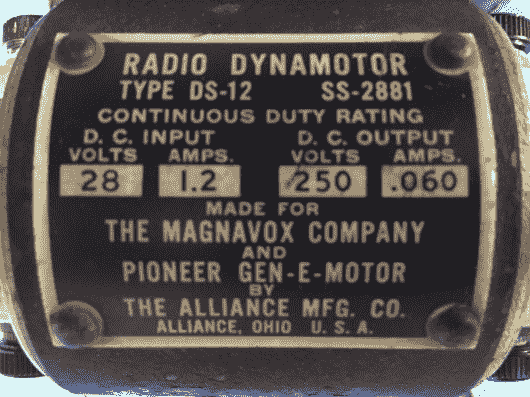 RADIO DYNAMOTOR
TYPE DS-12 SS-2881
CONTINUOUS DUTY RATING
D. C. INPUT D. C. OUTPUT
VOLTS AMPS. VOLTS AMPS.
28 1.2 250 .060
MADE FOR
THE MAGNAVOX COMPANY
AND
PIONEER GEN-E-MOTOR
BY
THE ALLIANCE MFG. CO.
ALLIANCE, OHIO U. S. A.